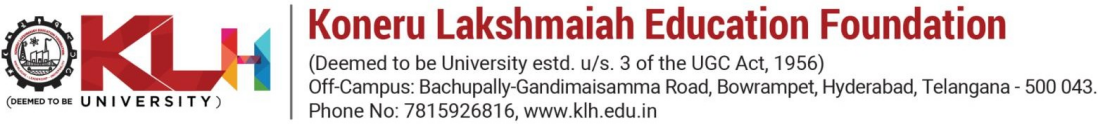 KLH
(DEEMED TO BE UNIVERSITY)
Koneru Lakshmaiah Education Foundation
(Deemed to be University estd. u/s. 3 of the UGC Act, 1956)
Off-Campus: Bachupally-Gandimaisamma Road, Bowrampet, Hyderabad, Telangana - 500 043.
Phone No: 7815926816, www.klh.edu.in